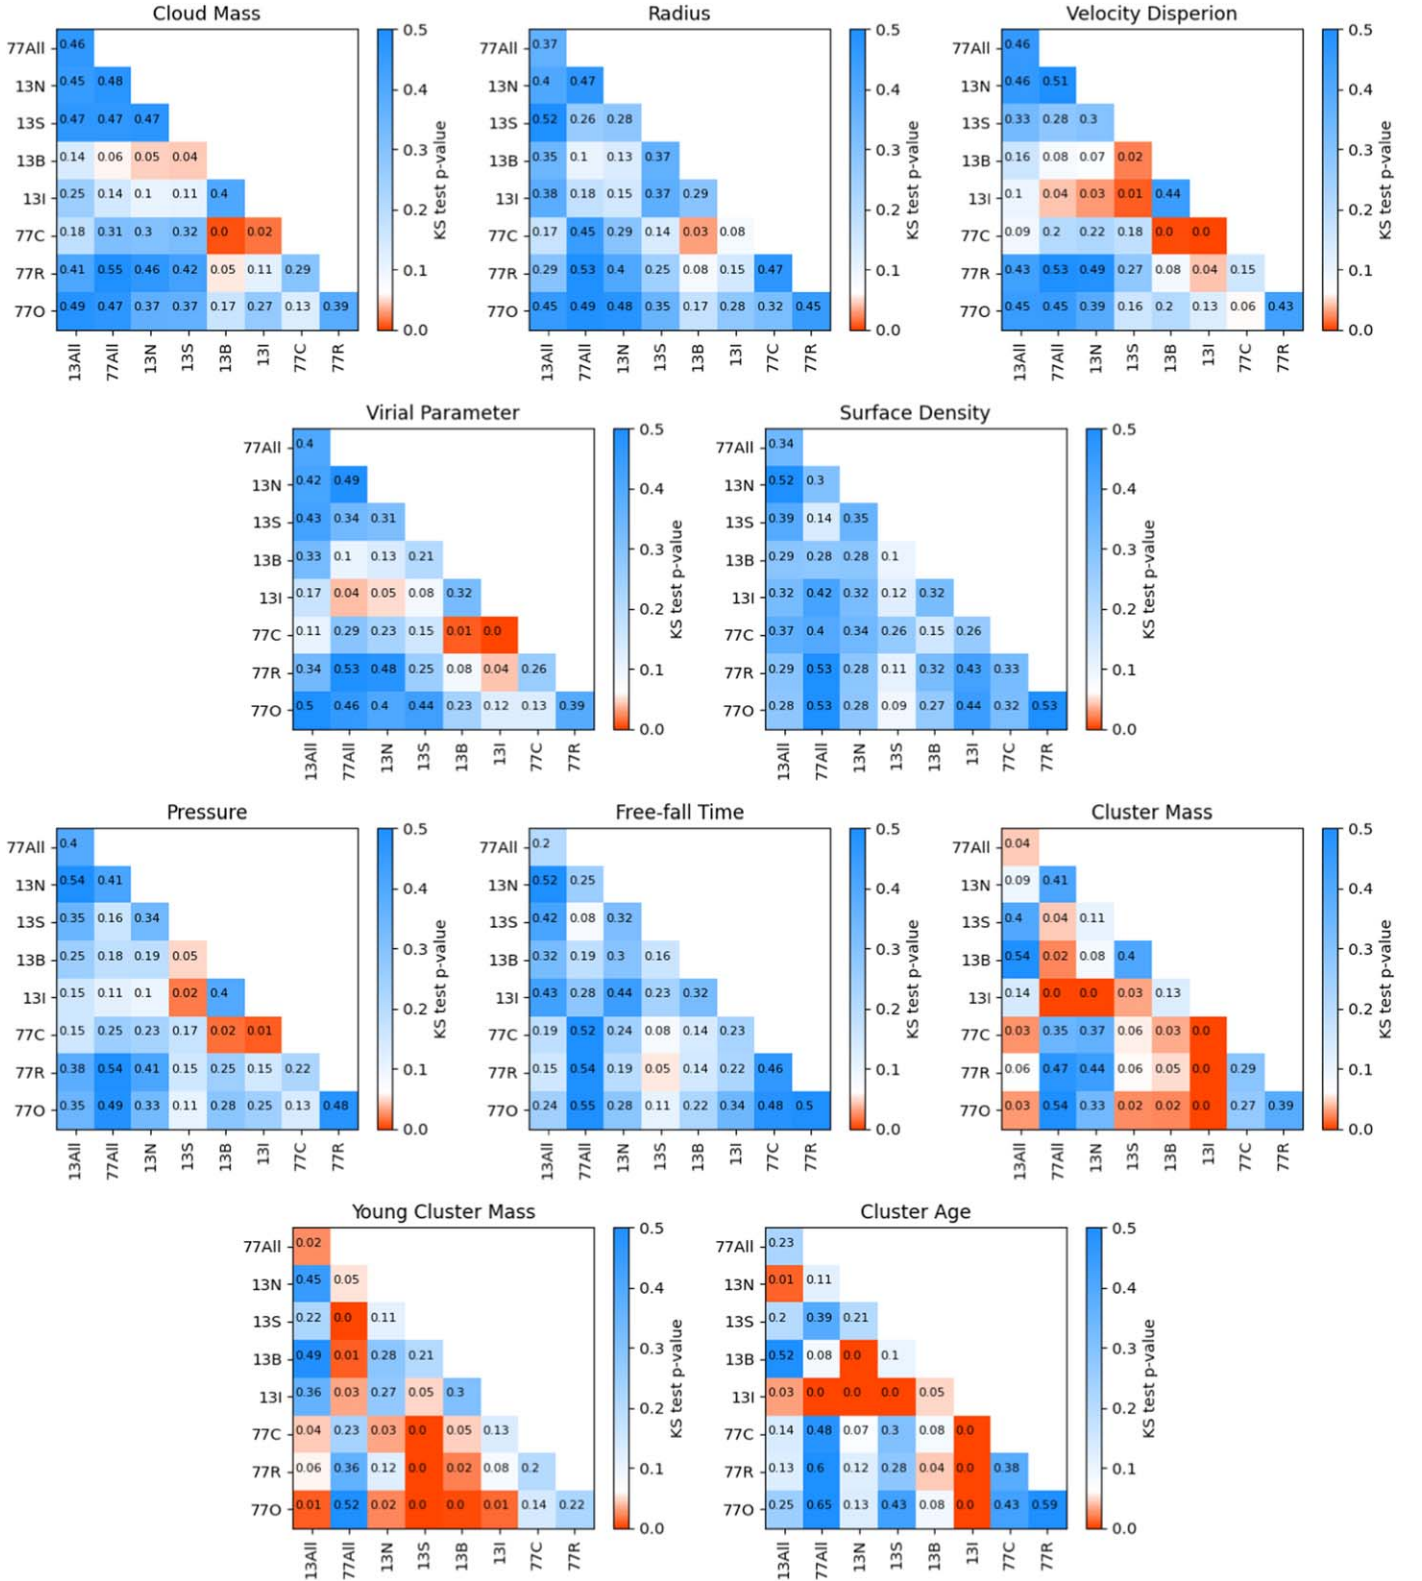 Cloud Mass
77All 0.46
13N 0.45 0.48
13S 0.47 0.47 0.47
13B 0.14 0.06 0.05 0.04
13I 0.25 0.14 0.1 0.11 0.4
77C 0.18 0.31 0.3 0.32 0.0 0.02
77R 0.41 0.55 0.46 0.42 0.05 0.11 0.29
77O 0.49 0.47 0.37 0.37 0.17 0.27 0.13 0.39
13All 77All 13N 13S 13B 13I 77C 77R
0.5
0.4
0.3
0.2
0.1
0.0
KS test p-value
Radius
77All 0.37
13N 0.4 0.47
13S 0.52 0.26 0.28
13B 0.35 0.1 0.13 0.37
13I 0.38 0.18 0.15 0.37 0.29
77C 0.17 0.45 0.29 0.14 0.03 0.08
77R 0.29 0.53 0.4 0.25 0.08 0.15 0.47
77O 0.45 0.49 0.48 0.35 0.17 0.28 0.32 0.45
13All 77All 13N 13S 13B 13I 77C 77R
0.5
0.4
0.3
0.2
0.1
0.0
KS test p-value
Velocity Disperion
77All 0.46
13N 0.46 0.51
13S 0.33 0.28 0.3
13B 0.16 0.08 0.07 0.02
13I 0.1 0.04 0.03 0.01 0.44
77C 0.09 0.2 0.22 0.18 0.0 0.0
77R 0.43 0.53 0.49 0.27 0.08 0.04 0.15
77O 0.45 0.45 0.39 0.16 0.2 0.13 0.06 0.43
13All 77All 13N 13S 13B 13I 77C 77R
0.5
0.4
0.3
0.2
0.1
0.0
KS test p-value
Virial Parameter
77All 0.4
13N 0.42 0.49
13S 0.43 0.34 0.31
13B 0.33 0.1 0.13 0.21
13I 0.17 0.04 0.05 0.08 0.32
77C 0.11 0.29 0.23 0.15 0.01 0.0
77R 0.34 0.53 0.48 0.25 0.08 0.04 0.26
77O 0.5 0.46 0.4 0.44 0.23 0.12 0.13 0.39
13All 77All 13N 13S 13B 13I 77C 77R
0.5
0.4
0.3
0.2
0.1
0.0
KS test p-value
Surface Density
77All 0.34
13N 0.52 0.3
13S 0.39 0.14 0.35
13B 0.29 0.28 0.28 0.1
13I 0.32 0.42 0.32 0.12 0.32
77C 0.37 0.4 0.34 0.26 0.15 0.26
77R 0.29 0.53 0.28 0.11 0.32 0.43 0.33
77O 0.28 0.53 0.28 0.09 0.27 0.44 0.32 0.53
13All 77All 13N 13S 13B 13I 77C 77R
0.5
0.4
0.3
0.2
0.1
0.0
KS test p-value
Pressure
77All 0.4
13N 0.54 0.41
13S 0.35 0.16 0.34
13B 0.25 0.18 0.19 0.05
13I 0.15 0.11 0.1 0.02 0.4
77C 0.15 0.25 0.23 0.17 0.02 0.01
77R 0.38 0.54 0.41 0.15 0.25 0.15 0.22
77O 0.35 0.49 0.33 0.11 0.28 0.25 0.13 0.48
13All 77All 13N 13S 13B 13I 77C 77R
0.5
0.4
0.3
0.2
0.1
0.0
KS test p-value
Free-fall Time
77All 0.2
13N 0.52 0.25
13S 0.42 0.08 0.32
13B 0.32 0.19 0.3 0.16
13I 0.43 0.28 0.44 0.23 0.32
77C 0.19 0.52 0.24 0.08 0.14 0.23
77R 0.15 0.54 0.19 0.05 0.14 0.22 0.46
77O 0.24 0.55 0.28 0.11 0.22 0.34 0.48 0.5
13All 77All 13N 13S 13B 13I 77C 77R
0.5
0.4
0.3
0.2
0.1
0.0
KS test p-value
Cluster Mass
77All 0.04
13N 0.09 0.41
13S 0.4 0.04 0.11
13B 0.54 0.02 0.08 0.4
13I 0.14 0.0 0.0 0.03 0.13
77C 0.03 0.35 0.37 0.06 0.03 0.0
77R 0.06 0.47 0.44 0.06 0.05 0.0 0.29
77O 0.03 0.54 0.33 0.02 0.02 0.0 0.27 0.39
13All 77All 13N 13S 13B 13I 77C 77R
0.5
0.4
0.3
0.2
0.1
0.0
KS test p-value
Young Cluster Mass
77All 0.02
13N 0.45 0.05
13S 0.22 0.0 0.11
13B 0.49 0.01 0.28 0.21
13I 0.36 0.03 0.27 0.05 0.3
77C 0.04 0.23 0.03 0.0 0.05 0.13
77R 0.06 0.36 0.12 0.0 0.02 0.08 0.2
77O 0.01 0.52 0.02 0.0 0.0 0.01 0.14 0.22
13All 77All 13N 13S 13B 13I 77C 77R
0.5
0.4
0.3
0.2
0.1
0.0
KS test p-value
Cluster Age
77All 0.23
13N 0.01 0.11
13S 0.2 0.39 0.21
13B 0.52 0.08 0.0 0.1
13I 0.03 0.0 0.0 0.0 0.05
77C 0.14 0.48 0.07 0.3 0.08 0.0
77R 0.13 0.6 0.12 0.28 0.04 0.0 0.38
77O 0.25 0.65 0.13 0.43 0.08 0.0 0.43 0.59
13All 77All 13N 13S 13B 13I 77C 77R
0.5
0.4
0.3
0.2
0.1
0.0
KS test p-value